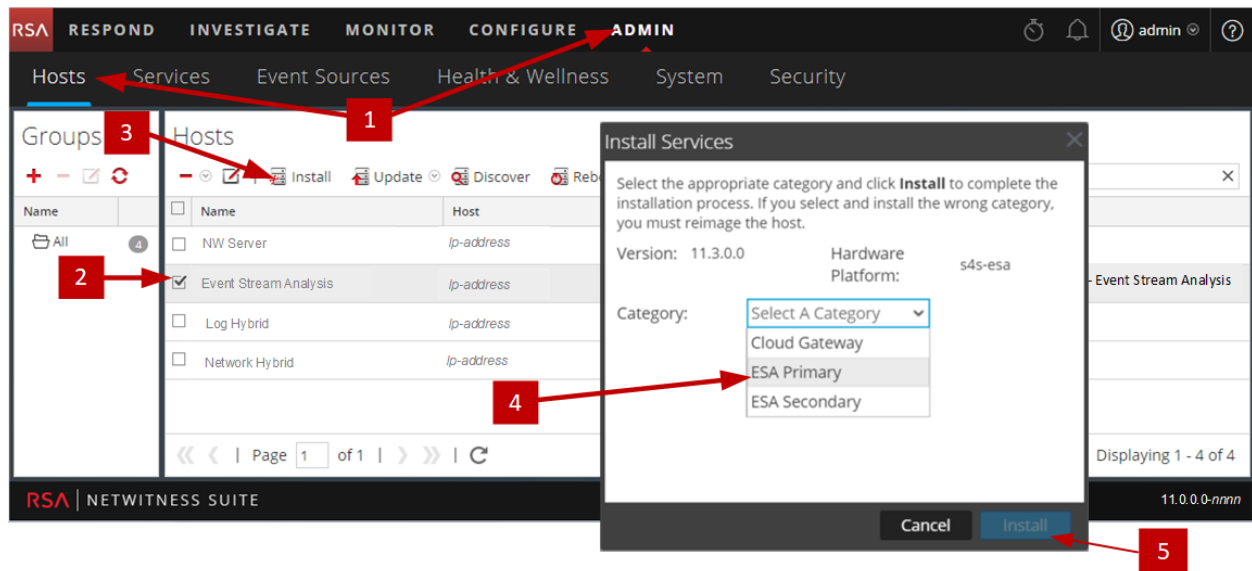 RSA RESPOND INVESTIGATE MONITOR CONFIGURE ADMIN admin ?
Hosts Services Event Sources Health & Wellness System Security
1
Groups
3
Hosts
Install Update Discover
Name
Name Host
All 4
NW Server Ip-address
2
Event Stream Analysis Ip-address
- Event Stream Analysis
Log Hybrid Ip-address
Network Hybrid Ip-address
Install Services
Select the appropriate category and click Install to complete the
installation process. If you select and install the wrong category,
you must reimage the host.
Version: 11.3.0.0 Hardware
Platform: s4s-esa
Category: Select A Category
Cloud Gateway
ESA Primary
ESA Secondary
4
Page 1 of 1
Displaying 1 - 4 of 4
RSA NETWITNESS SUITE
11.0.0.0-nnnn
Cancel Install
5